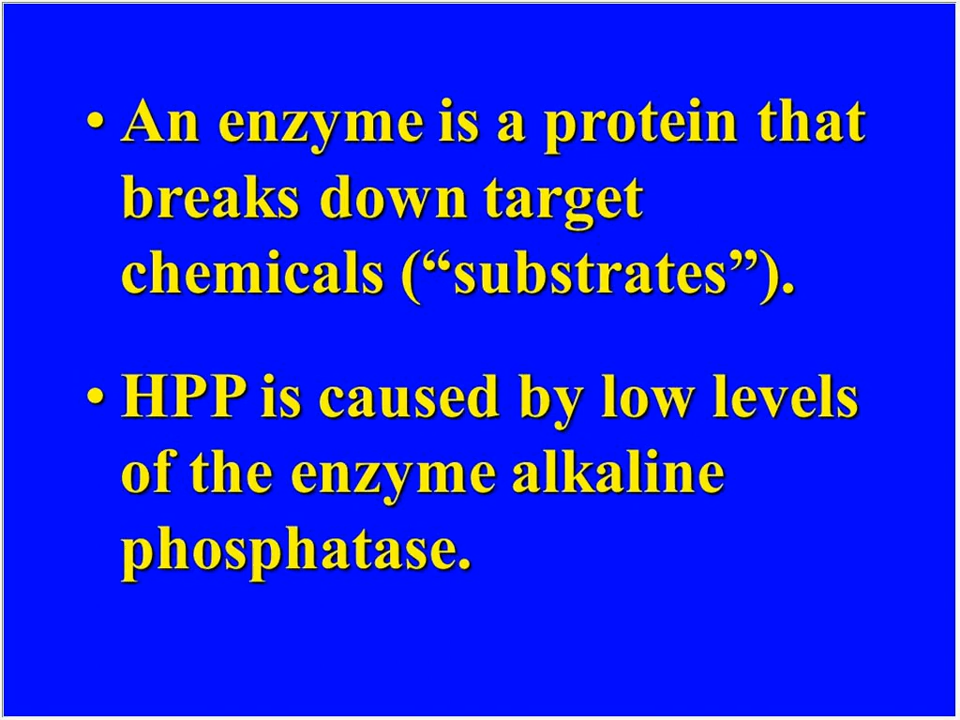 • An enzyme is a protein that
breaks down target
chemicals (“substrates”).
• HPP is caused by low levels
of the enzyme alkaline
phosphatase.